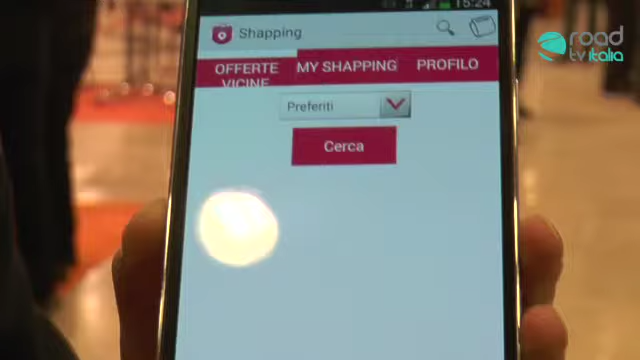 15:24
Shapping
road
tv italia
OFFERTE MY SHAPPING PROFILO
VICINE
Preferiti
Cerca